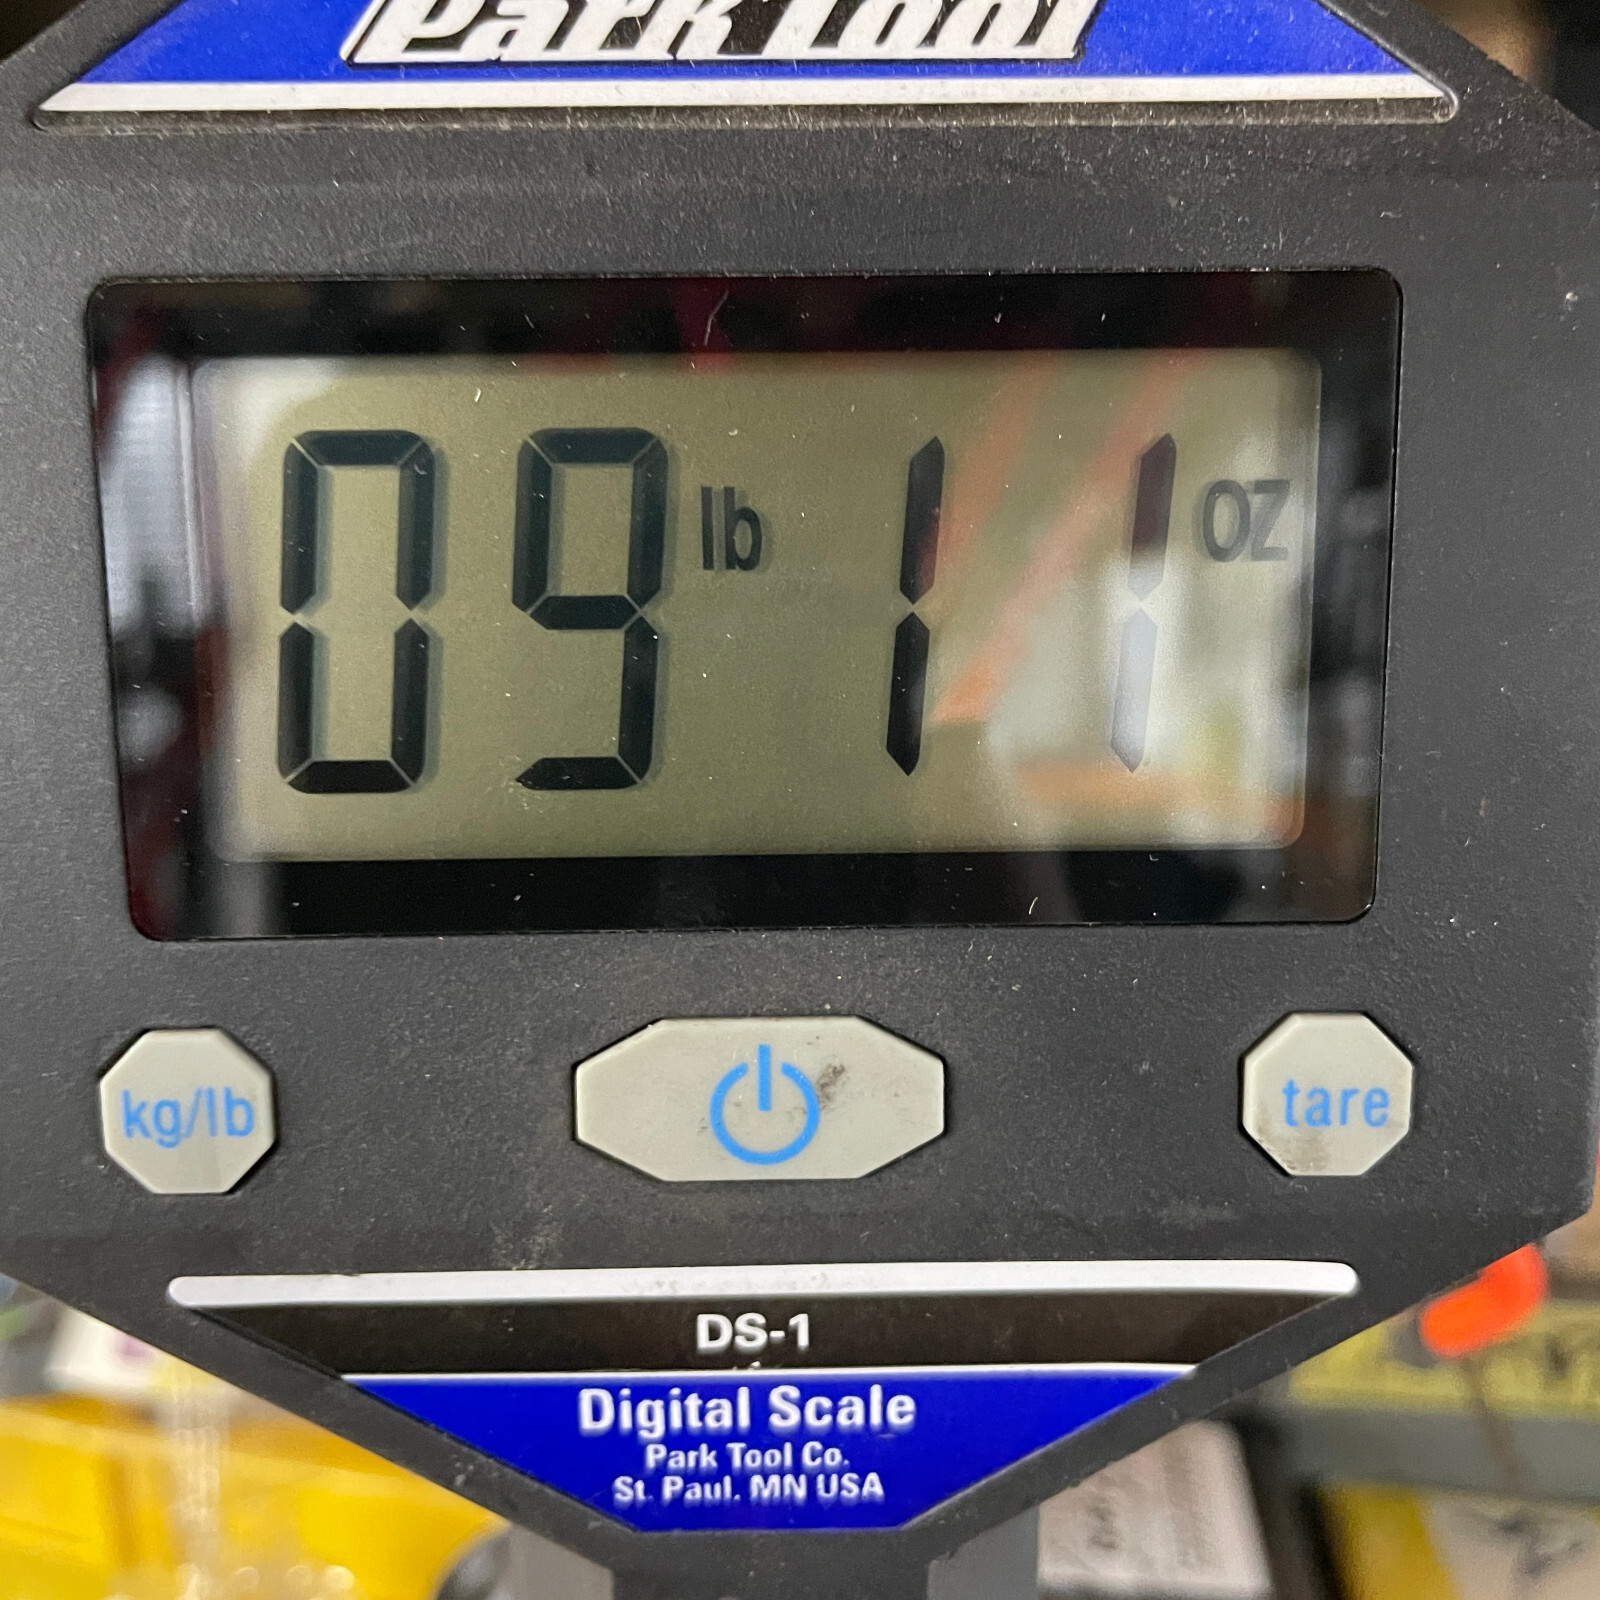 Park Tool
09 lb 11 oz
kg/lb tare
DS-1
Digital Scale
Park Tool Co.
St. Paul, MN USA